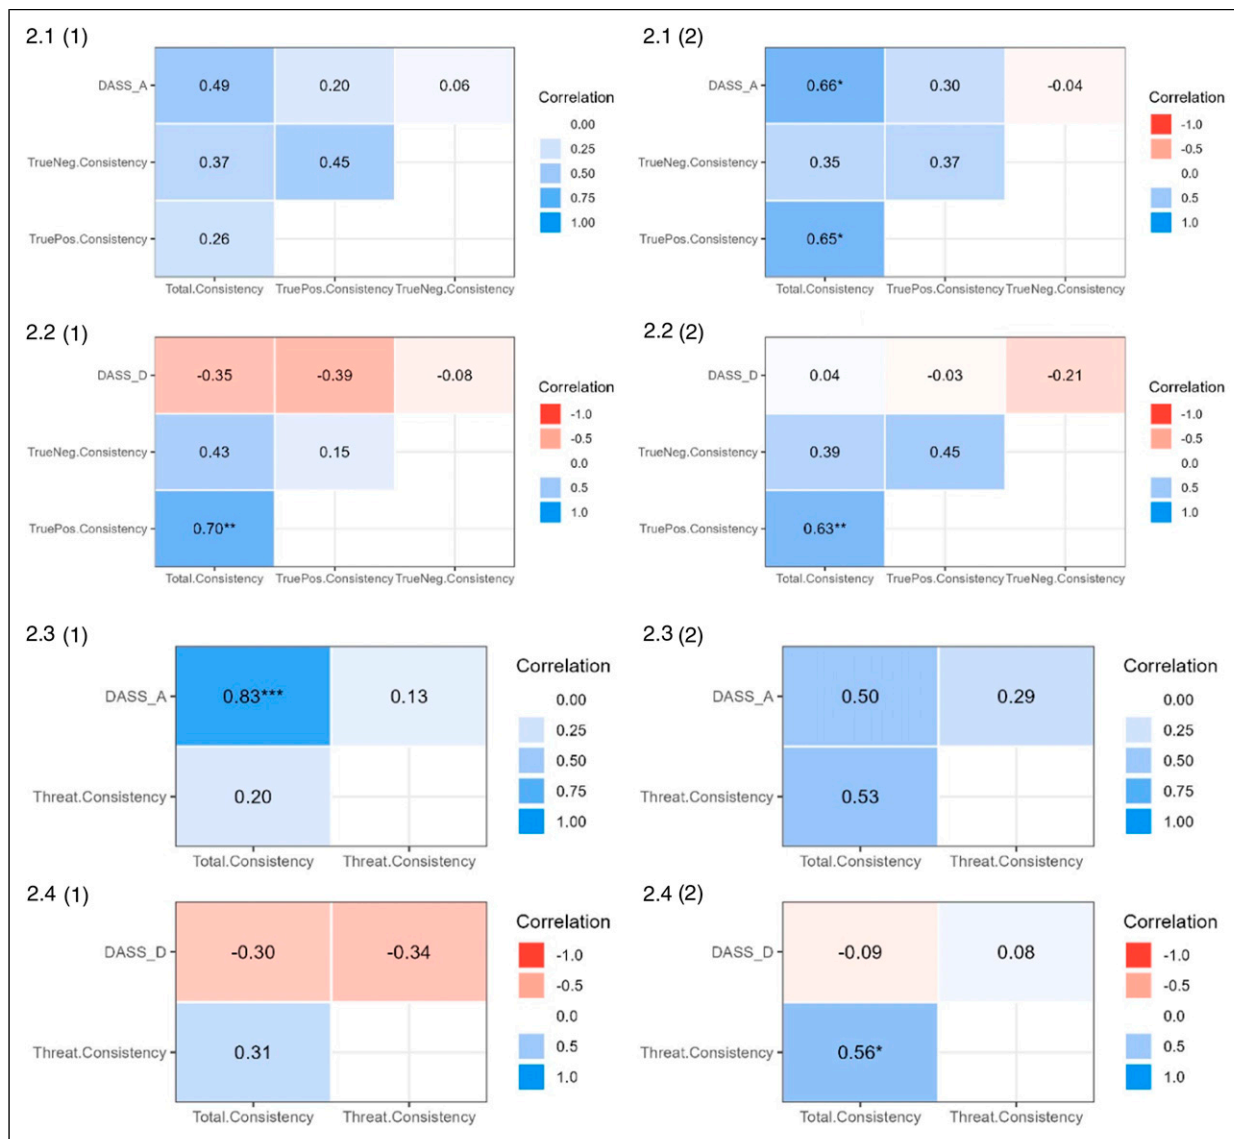 2.1 (1)
DASS_A
0.49 0.20 0.06
TrueNeg.Consistency
0.37 0.45
TruePos.Consistency
0.26
Total.Consistency TruePos.Consistency TrueNeg.Consistency
Correlation
0.00
0.25
0.50
0.75
1.00
2.1 (2)
DASS_A
0.66* 0.30 -0.04
TrueNeg.Consistency
0.35 0.37
TruePos.Consistency
0.65*
Total.Consistency TruePos.Consistency TrueNeg.Consistency
Correlation
-1.0
-0.5
0.0
0.5
1.0
2.2 (1)
DASS_D
-0.35 -0.39 -0.08
TrueNeg.Consistency
0.43 0.15
TruePos.Consistency
0.70**
Total.Consistency TruePos.Consistency TrueNeg.Consistency
Correlation
-1.0
-0.5
0.0
0.5
1.0
2.2 (2)
DASS_D
0.04 -0.03 -0.21
TrueNeg.Consistency
0.39 0.45
TruePos.Consistency
0.63**
Total.Consistency TruePos.Consistency TrueNeg.Consistency
Correlation
-1.0
-0.5
0.0
0.5
1.0
2.3 (1)
DASS_A
0.83*** 0.13
Threat.Consistency
0.20
Total.Consistency Threat.Consistency
Correlation
0.00
0.25
0.50
0.75
1.00
2.3 (2)
DASS_A
0.50 0.29
Threat.Consistency
0.53
Total.Consistency Threat.Consistency
Correlation
0.00
0.25
0.50
0.75
1.00
2.4 (1)
DASS_D
-0.30 -0.34
Threat.Consistency
0.31
Total.Consistency Threat.Consistency
Correlation
-1.0
-0.5
0.0
0.5
1.0
2.4 (2)
DASS_D
-0.09 0.08
Threat.Consistency
0.56*
Total.Consistency Threat.Consistency
Correlation
-1.0
-0.5
0.0
0.5
1.0